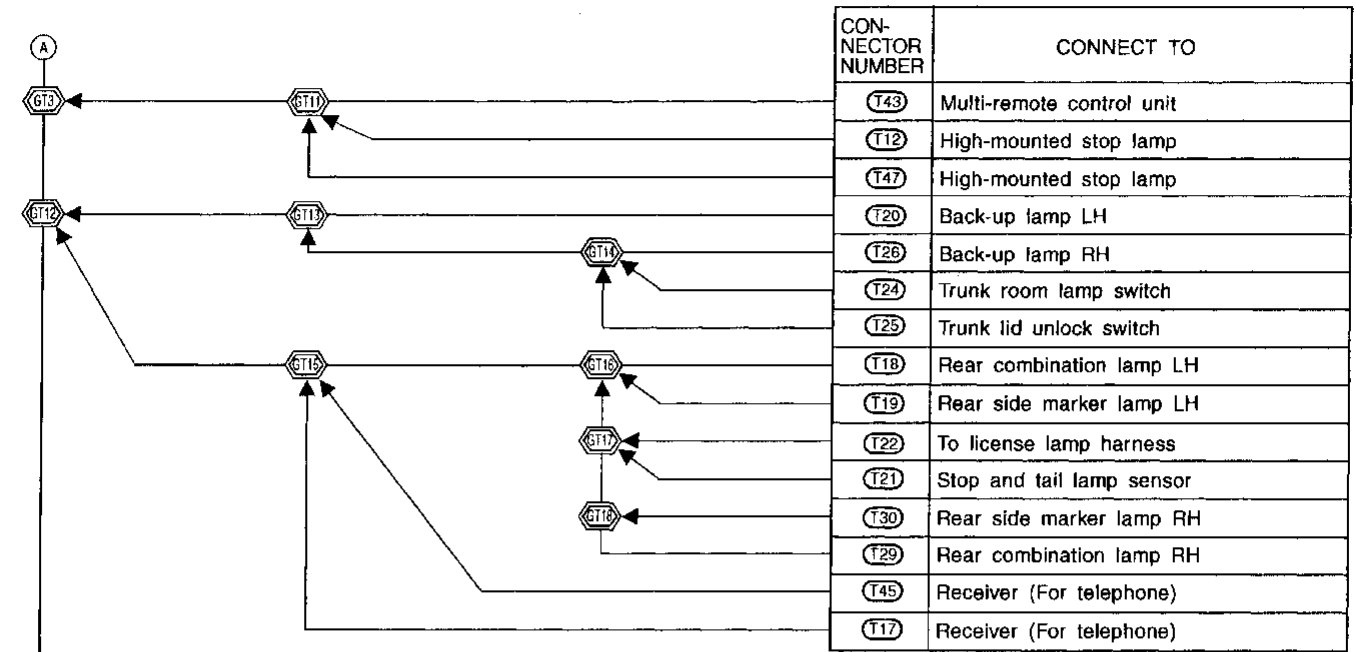 CON-
NECTOR
NUMBER
CONNECT TO
A
GT3
GT11
T43 Multi-remote control unit
T12 High-mounted stop lamp
T47 High-mounted stop lamp
GT12
GT13
T20 Back-up lamp LH
GT14
T26 Back-up lamp RH
T24 Trunk room lamp switch
T25 Trunk lid unlock switch
GT15
GT16
T18 Rear combination lamp LH
T19 Rear side marker lamp LH
GT17
T22 To license lamp harness
T21 Stop and tail lamp sensor
GT18
T30 Rear side marker lamp RH
T29 Rear combination lamp RH
T45 Receiver (For telephone)
T17 Receiver (For telephone)